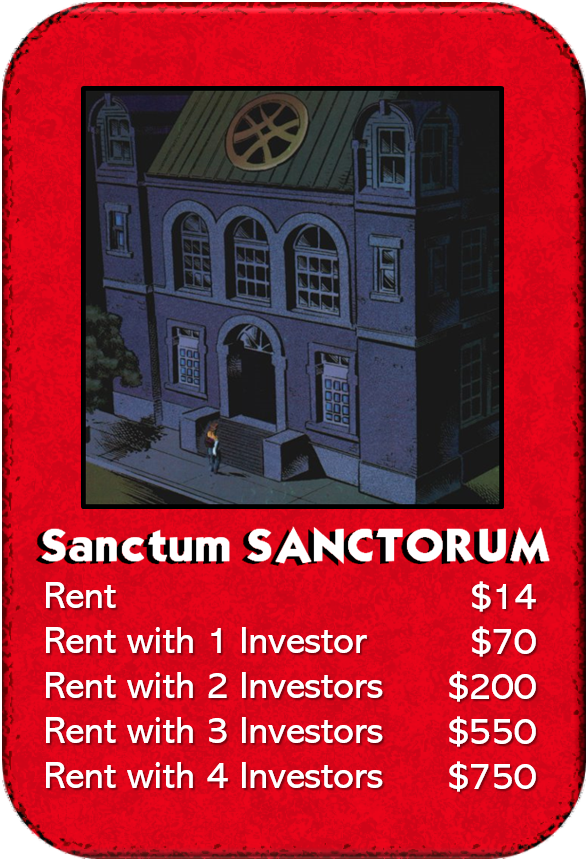 Sanctum SANCTORUM
Rent $14
Rent with 1 Investor $70
Rent with 2 Investors $200
Rent with 3 Investors $550
Rent with 4 Investors $750